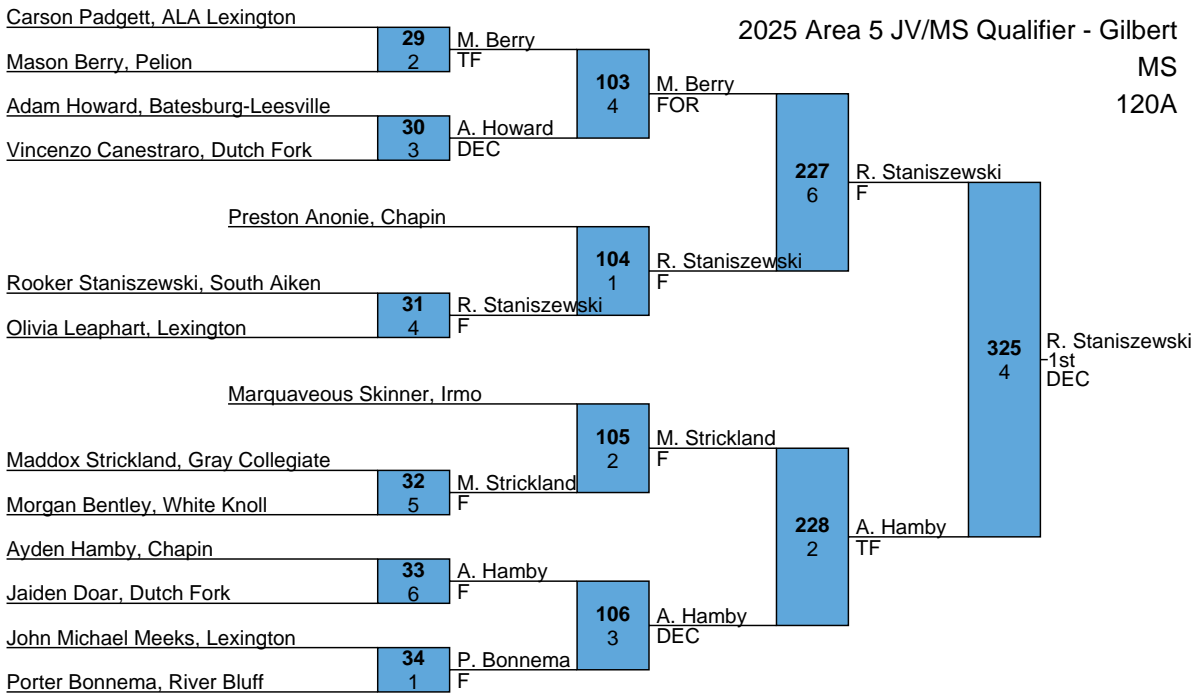 Carson Padgett, ALA Lexington
2025 Area 5 JV/MS Qualifier - Gilbert
MS
120A
29
2
M. Berry
TF
Mason Berry, Pelion
103
4
M. Berry
FOR
Adam Howard, Batesburg-Leesville
30
3
A. Howard
DEC
Vincenzo Canestraro, Dutch Fork
227
6
R. Staniszewski
F
Preston Anonie, Chapin
104
1
R. Staniszewski
F
Rooker Staniszewski, South Aiken
31
4
R. Staniszewski
F
Olivia Leaphart, Lexington
325
4
R. Staniszewski
1st
DEC
Marquaveous Skinner, Irmo
105
2
M. Strickland
F
Maddox Strickland, Gray Collegiate
32
5
M. Strickland
F
Morgan Bentley, White Knoll
228
2
A. Hamby
TF
Ayden Hamby, Chapin
33
6
A. Hamby
F
Jaiden Doar, Dutch Fork
106
3
A. Hamby
DEC
John Michael Meeks, Lexington
34
1
P. Bonnema
F
Porter Bonnema, River Bluff